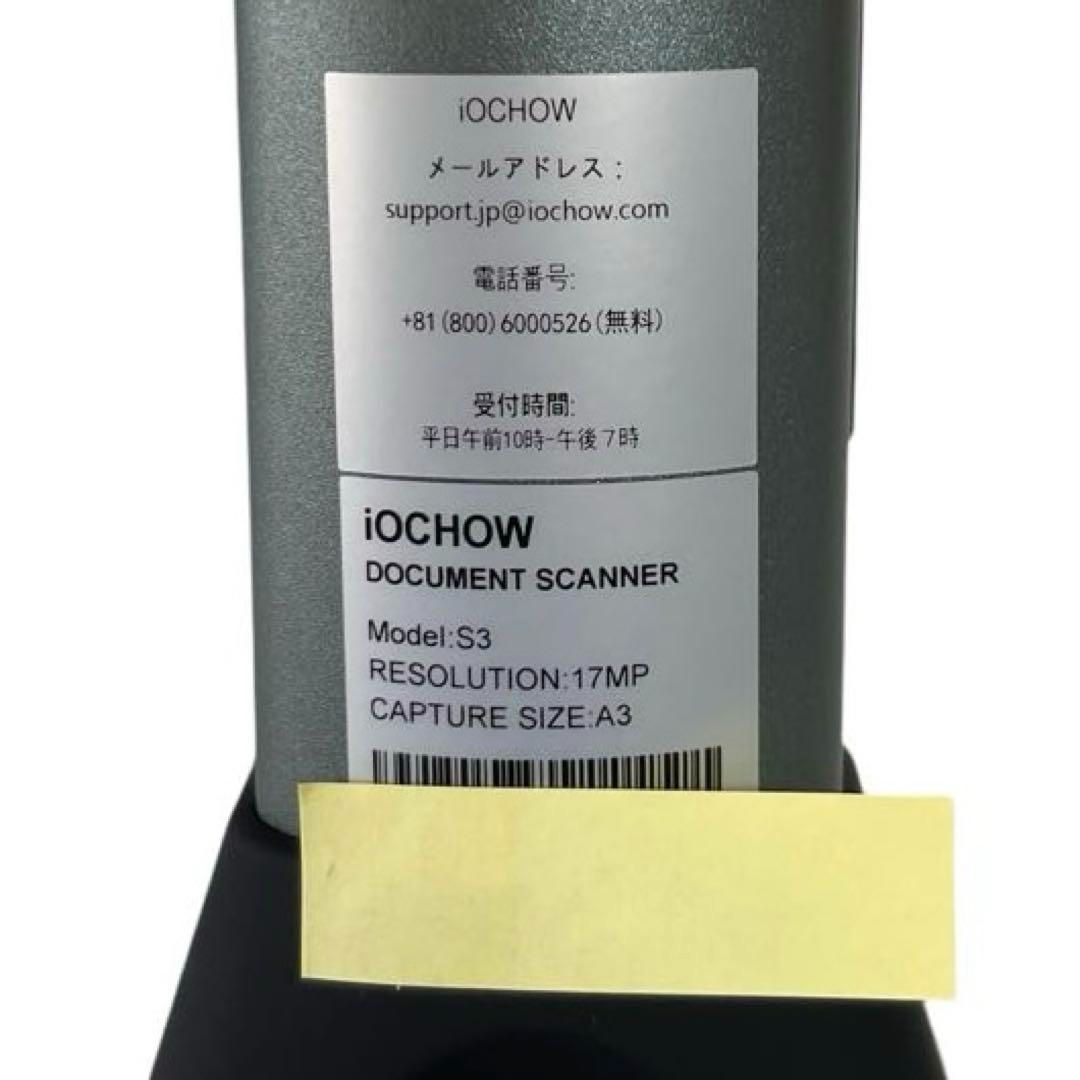 iOCHOW
メールアドレス：
support.jp@iochow.com
電話番号:
+81(800)6000526(無料)
受付時間:
平日午前10時-午後７時
iOCHOW
DOCUMENT SCANNER
Model:S3
RESOLUTION:17MP
CAPTURE SIZE:A3